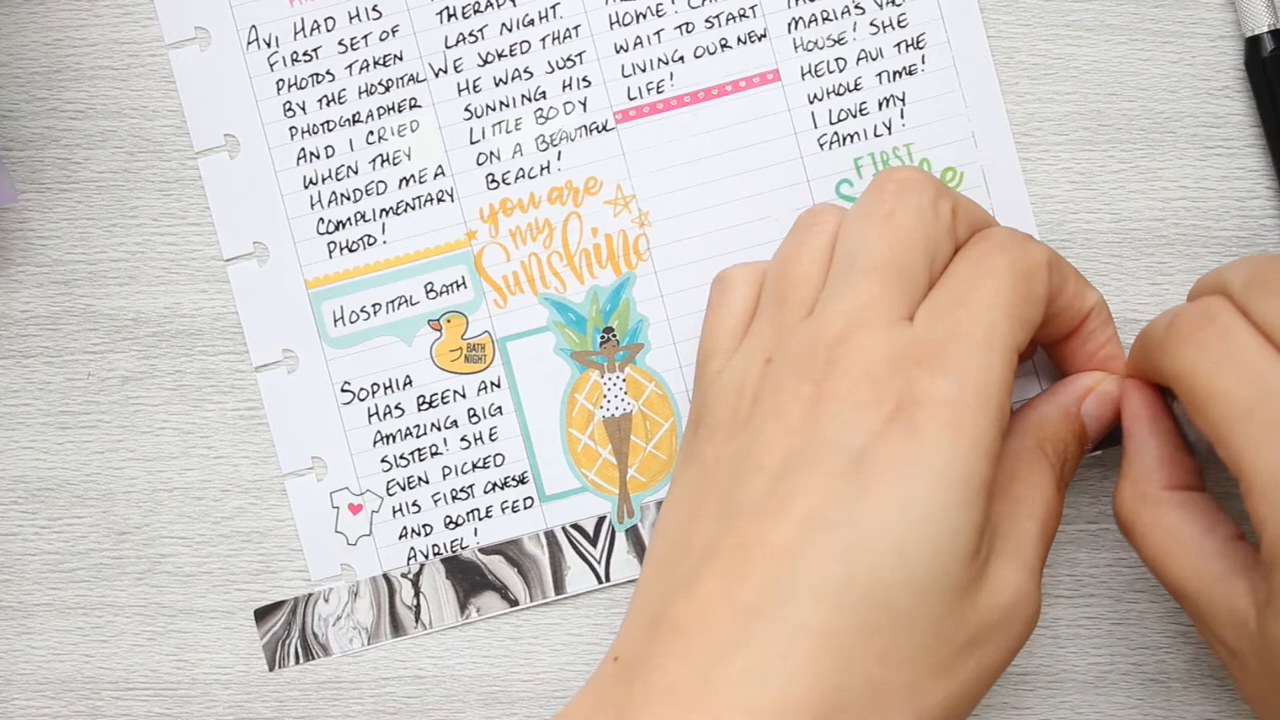 AVI HAD HIS
FIRST SET OF
PHOTOS TAKEN
BY THE HOSPITAL
PHOTOGRAPHER
AND I CRIED
WHEN THEY
HANDED ME A
COMPLIMENTARY
PHOTO!
HOSPITAL BATH
BATH
NIGHT
SOPHIA
HAS BEEN AN
AMAZING BIG
SISTER! SHE
EVEN PICKED
HIS FIRST ONESIE
AND BOTTLE FED
AVRIEL!
THERAPY
LAST NIGHT.
WE JOKED THAT
HE WAS JUST
SUNNING HIS
LITTLE BODY
ON A BEAUTIFUL
BEACH!
you are
my
Sunshine
HOME!
WAIT TO START
LIVING OUR NEW
LIFE!
MARIA'S
HOUSE! SHE
HELD AVI THE
WHOLE TIME!
I LOVE MY
FAMILY!
FIRST